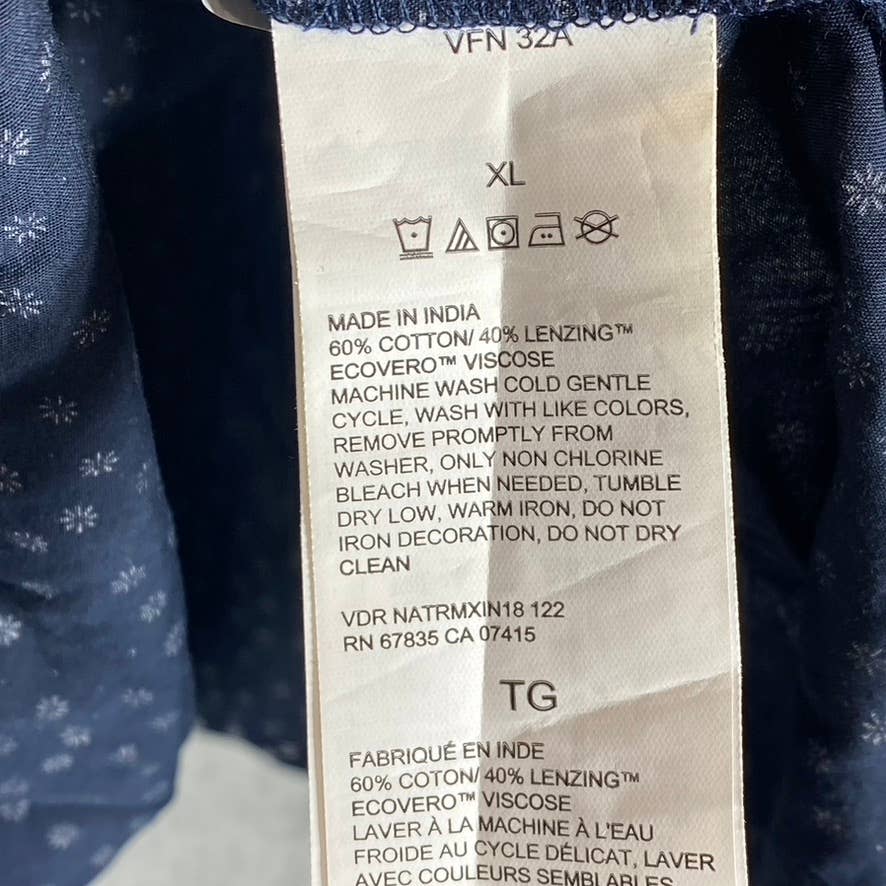 VFN 32A
XL
MADE IN INDIA
60% COTTON/ 40% LENZING™
ECOVERO™ VISCOSE
MACHINE WASH COLD GENTLE
CYCLE, WASH WITH LIKE COLORS,
REMOVE PROMPTLY FROM
WASHER, ONLY NON CHLORINE
BLEACH WHEN NEEDED, TUMBLE
DRY LOW, WARM IRON, DO NOT
IRON DECORATION, DO NOT DRY
CLEAN
VDR NATRMXIN18 122
RN 67835 CA 07415
TG
FABRIQUÉ EN INDE
60% COTON/ 40% LENZING™
ECOVERO™ VISCOSE
LAVER À LA MACHINE À L'EAU
FROIDE AU CYCLE DÉLICAT, LAVER
AVEC COULEURS SEMBLABLES